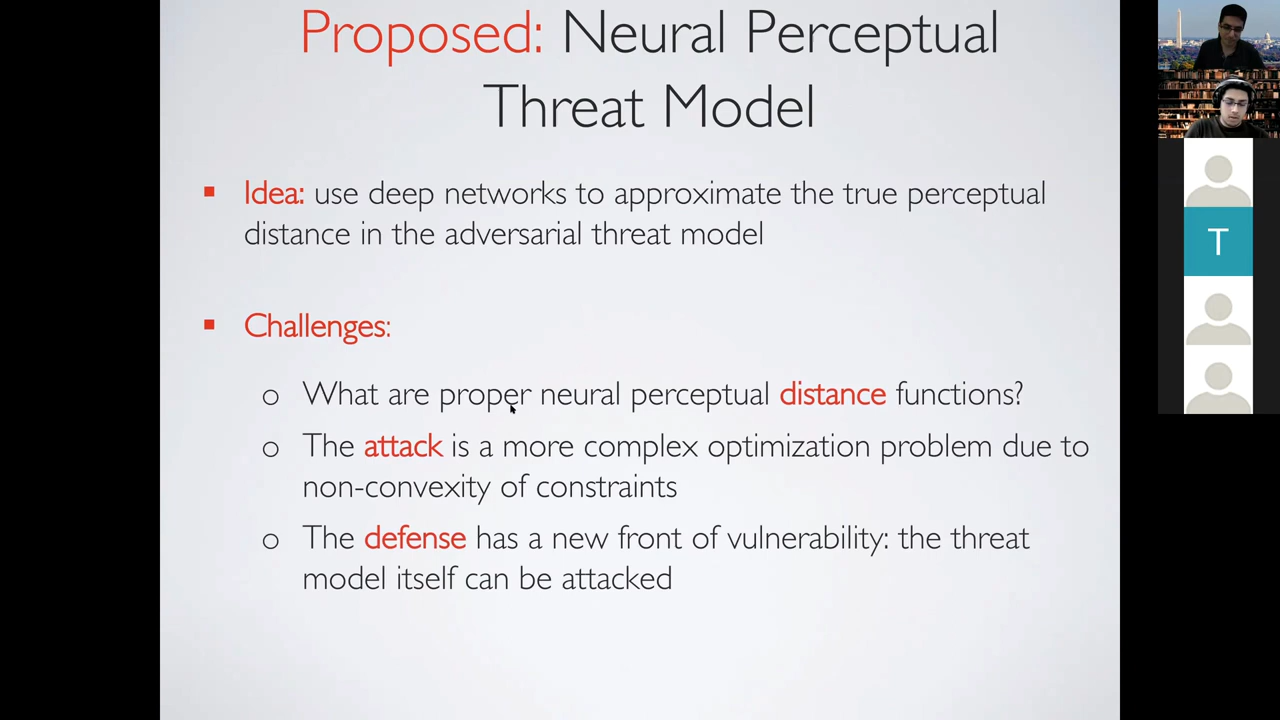 Proposed: Neural Perceptual
Threat Model
Idea: use deep networks to approximate the true perceptual
distance in the adversarial threat model
Challenges:
What are proper neural perceptual distance functions?
The attack is a more complex optimization problem due to
non-convexity of constraints
The defense has a new front of vulnerability: the threat
model itself can be attacked
T